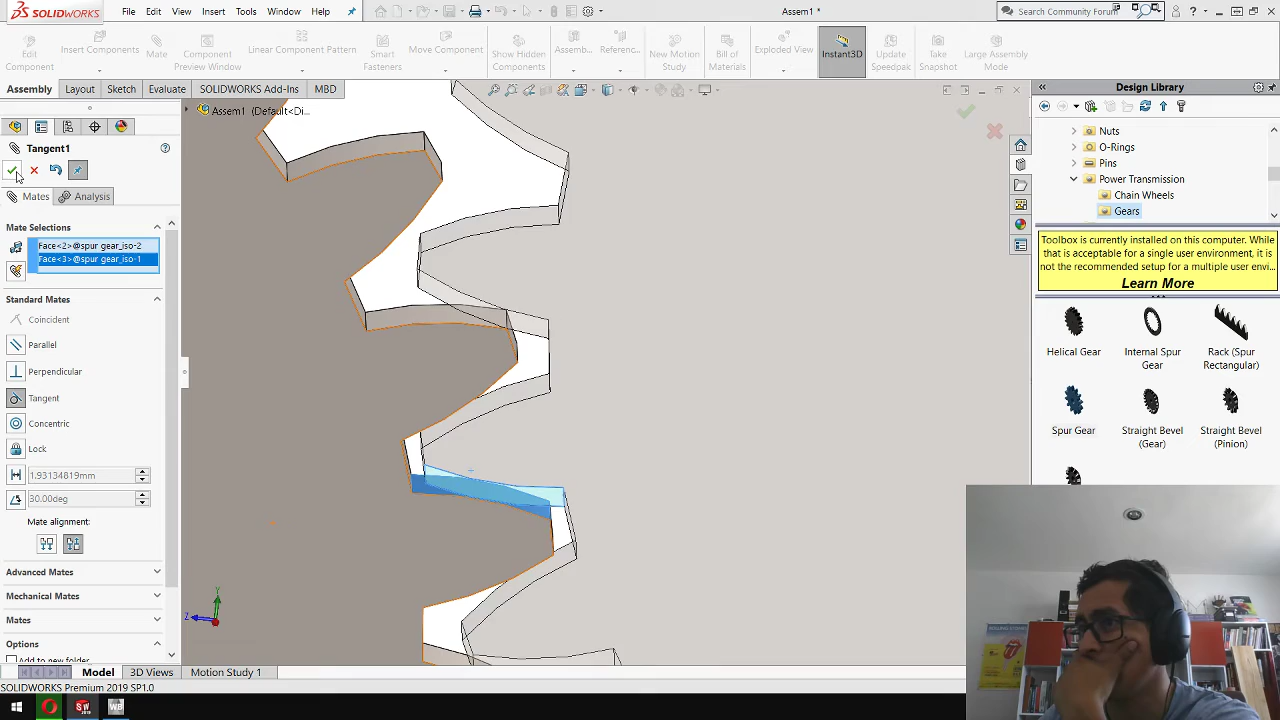 SOLIDWORKS File Edit View Insert Tools Window Help Assem1 * Search Community Forum
Edit Component
Insert Components
Mate
Component Preview Window
Linear Component Pattern
Smart Fasteners
Move Component
Show Hidden Components
Assemb...
Referenc...
New Motion Study
Bill of Materials
Exploded View
Instant3D
Update Speedpak
Take Snapshot
Large Assembly Mode
Assembly Layout Sketch Evaluate SOLIDWORKS Add-Ins MBD
Assem1 (Default<Di...
Tangent1
Mates Analysis
Mate Selections
Face<2>@spur gear_iso-2
Face<3>@spur gear_iso-1
Standard Mates
Coincident
Parallel
Perpendicular
Tangent
Concentric
Lock
1.93134819mm
30.00deg
Mate alignment:
Advanced Mates
Mechanical Mates
Mates
Options
Add to new folder
Y
Z
Design Library
Nuts
O-Rings
Pins
Power Transmission
Chain Wheels
Gears
Toolbox is currently installed on this computer. While
that is acceptable for a single user environment, it is
not the recommended setup for a multiple user envi...
Learn More
Helical Gear
Internal Spur Gear
Rack (Spur Rectangular)
Spur Gear
Straight Bevel (Gear)
Straight Bevel (Pinion)
Model 3D Views Motion Study 1
SOLIDWORKS Premium 2019 SP1.0